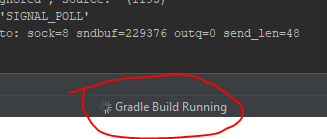 'SIGNAL_POLL'
to: sock=8 sndbuf=229376 outq=0 send_len=48
Gradle Build Running